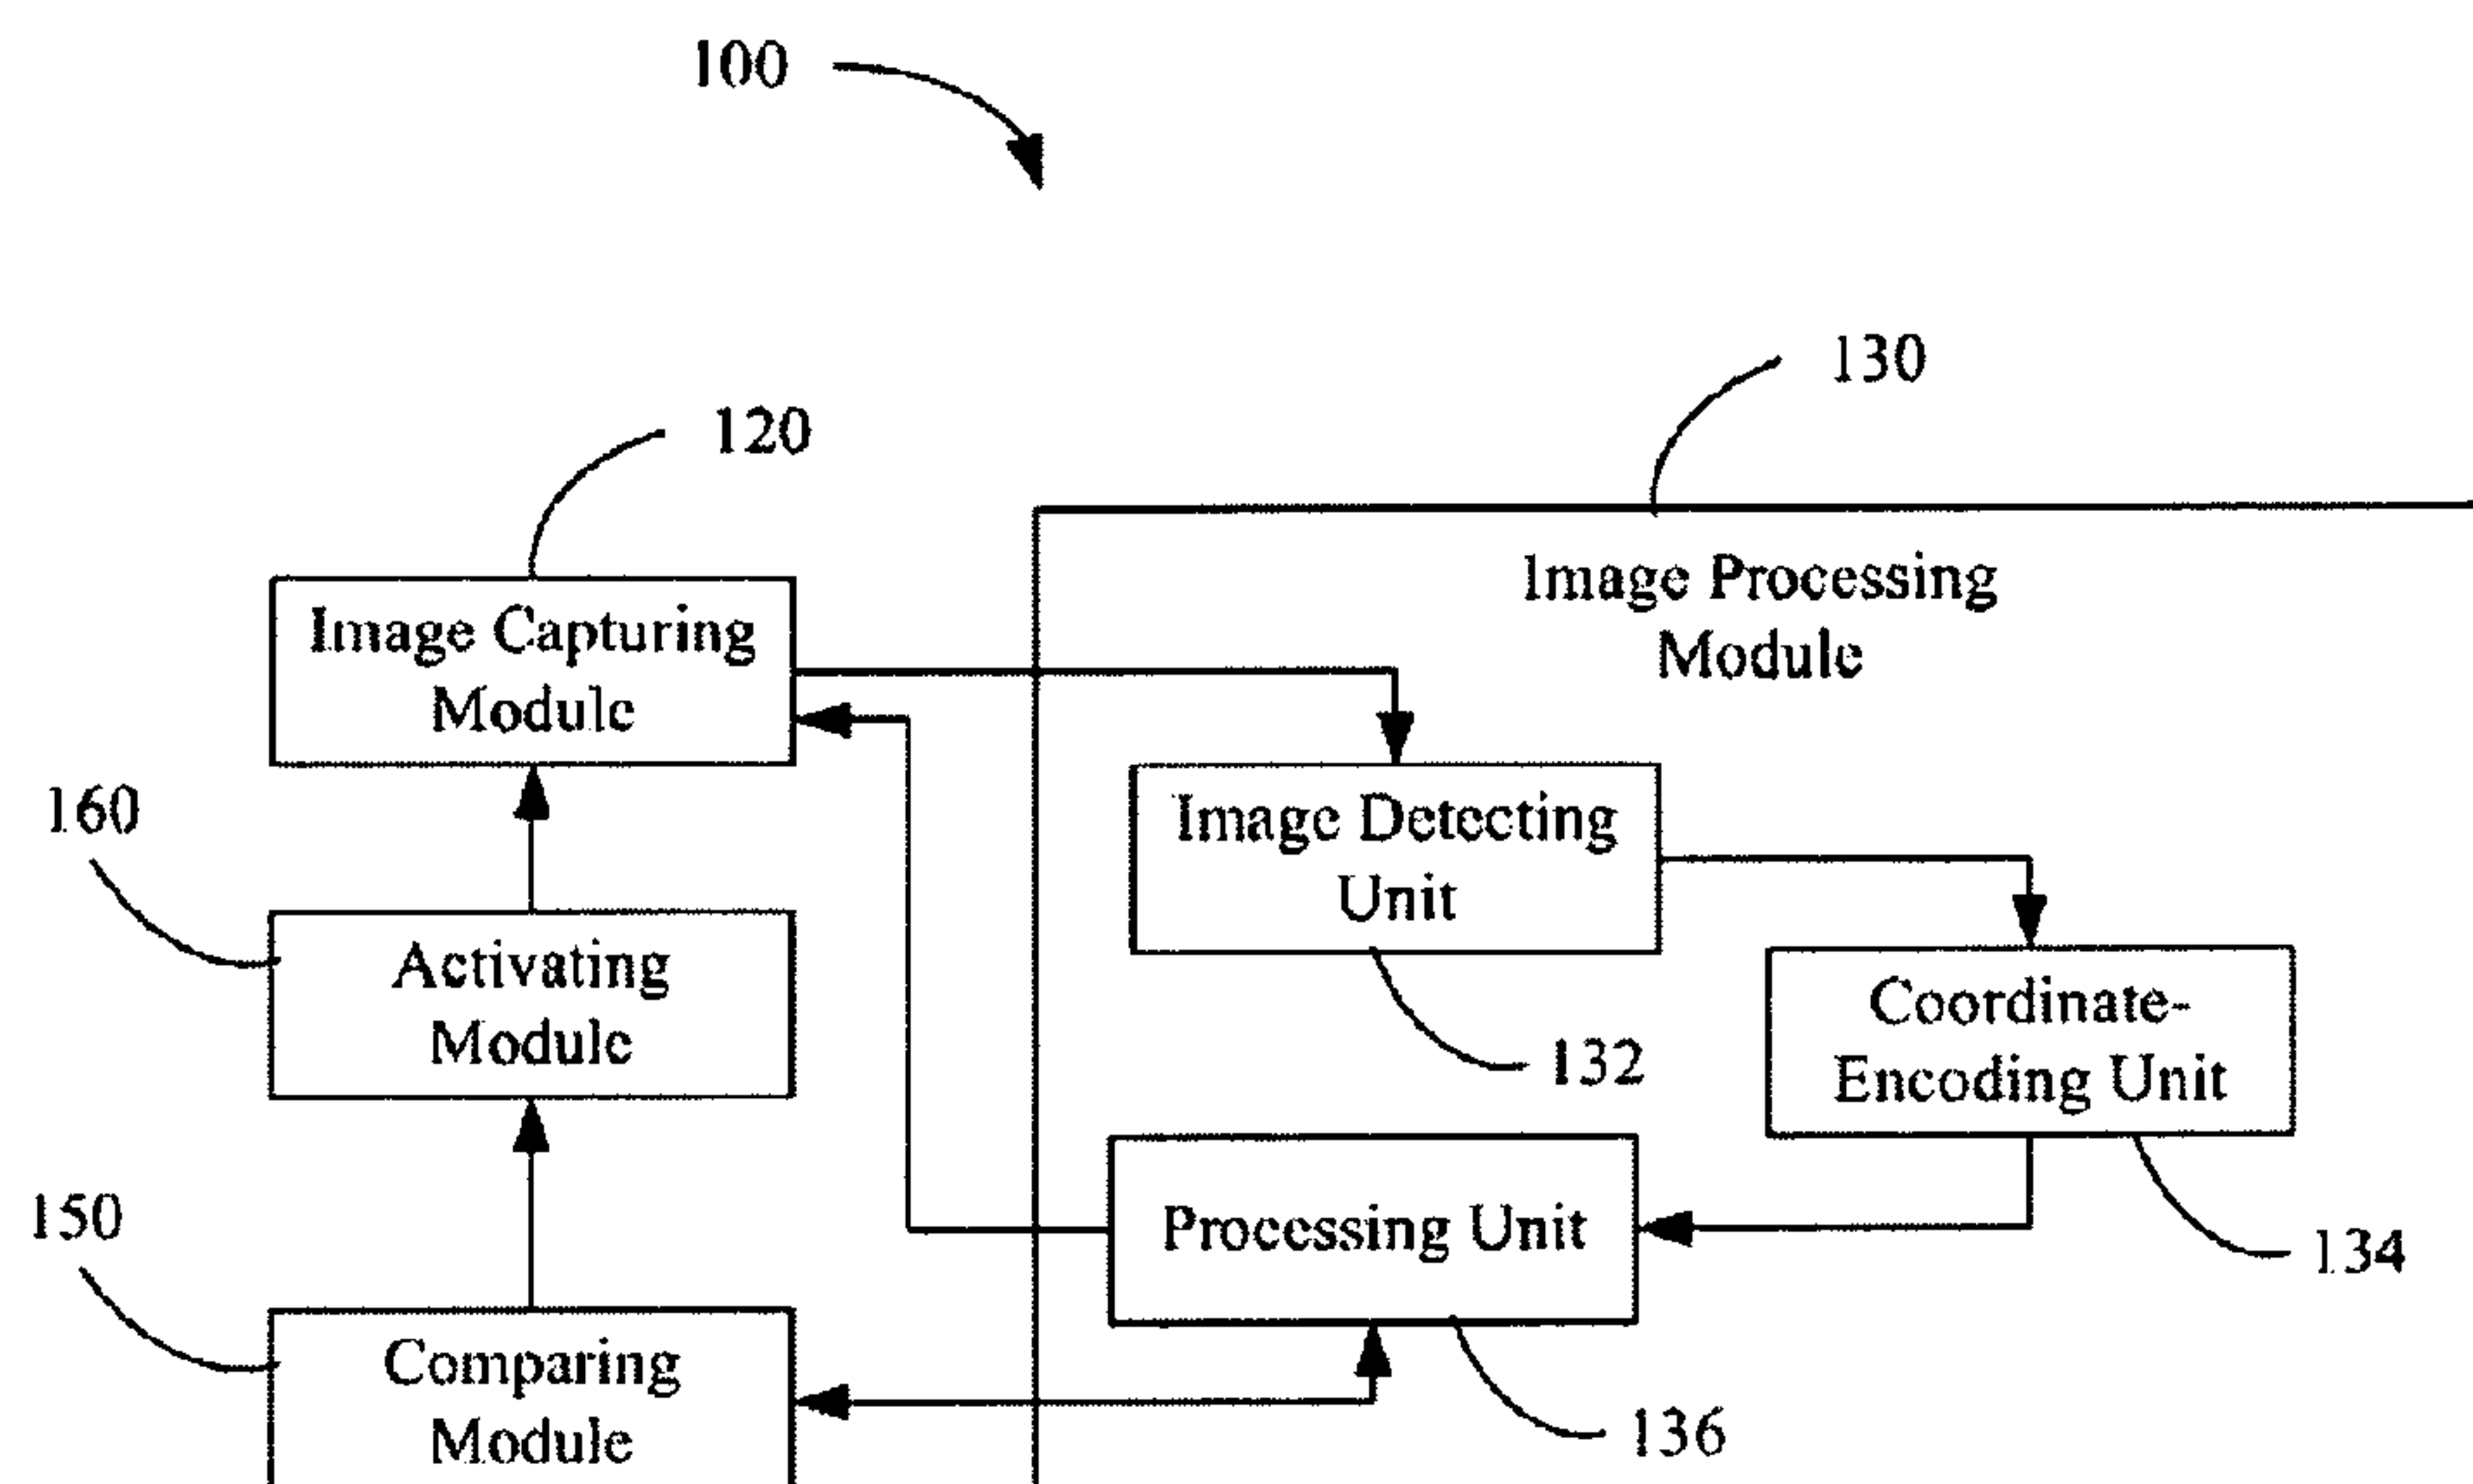 100
130
120
Image Processing
Module
Image Capturing
Module
160
Image Detecting
Unit
Activating
Module
Coordinate-
Encoding Unit
132
150
Processing Unit
134
Comparing
Module
136